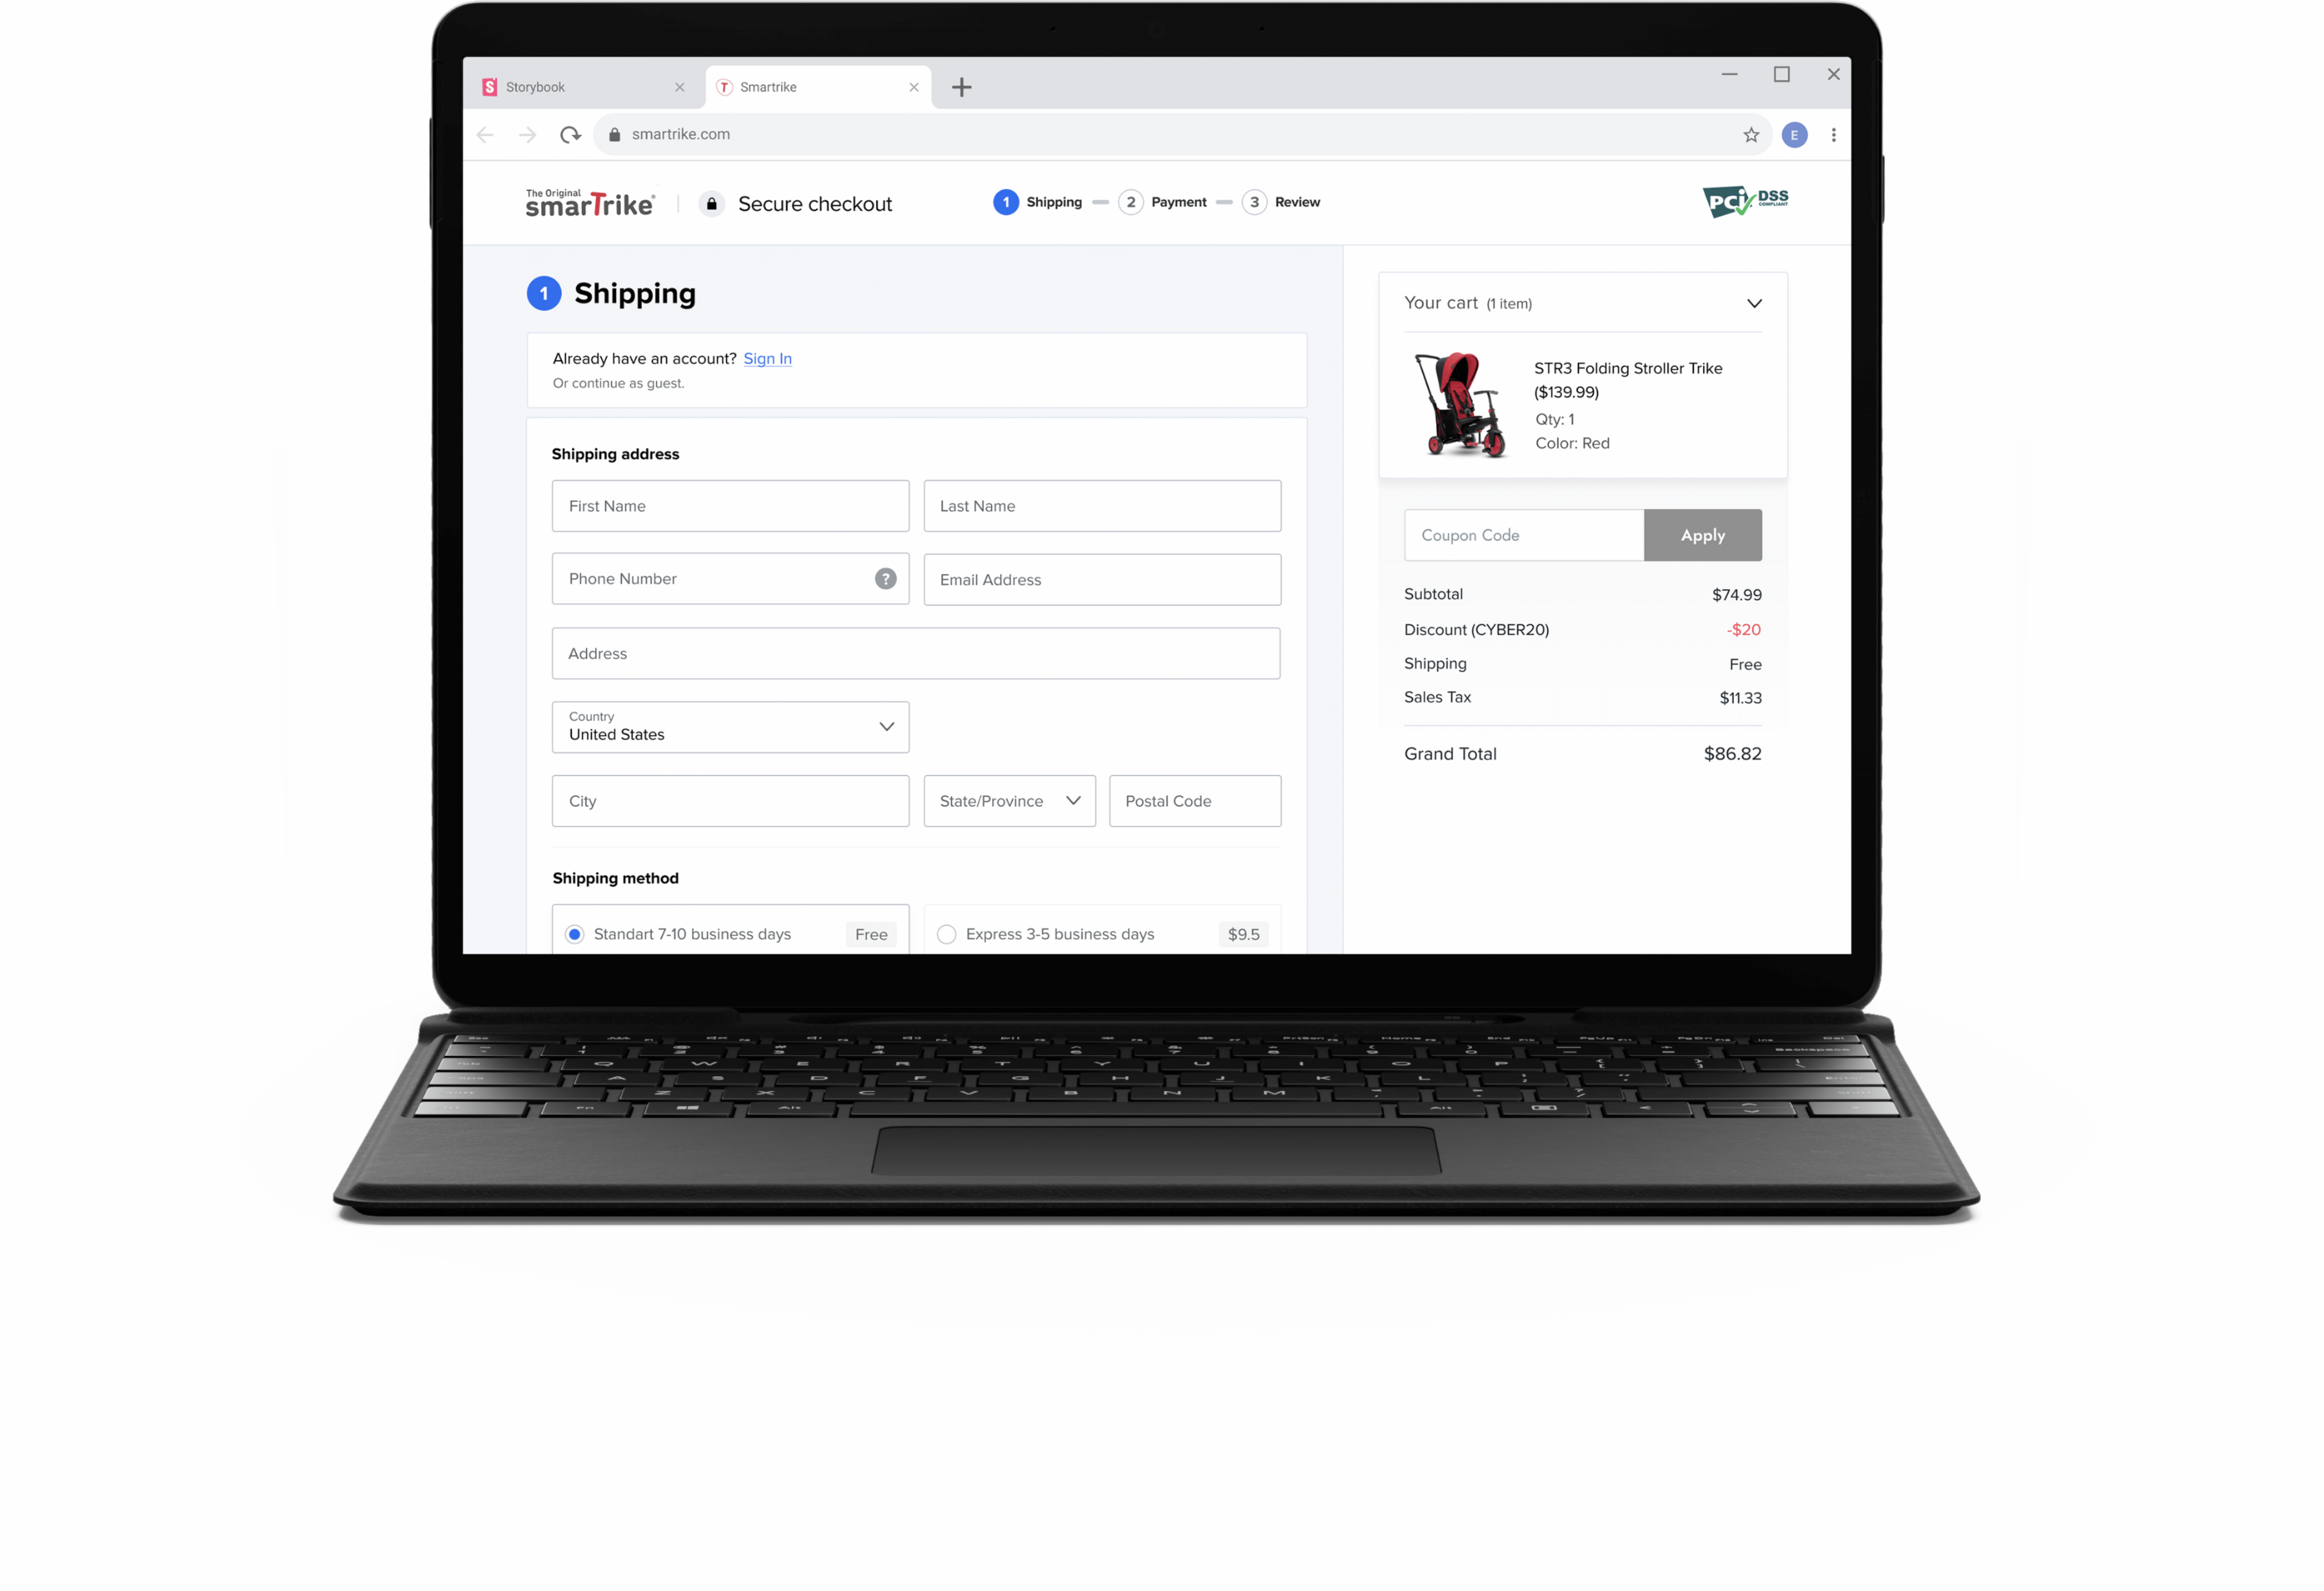 Storybook
Smartrike
smartrike.com
E
The Original
smarTrike®
Secure checkout
1 Shipping
2 Payment
3 Review
PCI DSS
COMPLIANT
1 Shipping
Already have an account? Sign In
Or continue as guest.
Shipping address
First Name
Last Name
Phone Number ?
Email Address
Address
Country
United States
City
State/Province
Postal Code
Shipping method
Standart 7-10 business days Free
Express 3-5 business days $9.5
Your cart (1 item)
STR3 Folding Stroller Trike
($139.99)
Qty: 1
Color: Red
Coupon Code Apply
Subtotal $74.99
Discount (CYBER20) -$20
Shipping Free
Sales Tax $11.33
Grand Total $86.82
Q W E R T Y U I O P
A S D F G H J K L
Z X C V B N M
Fn Alt Alt